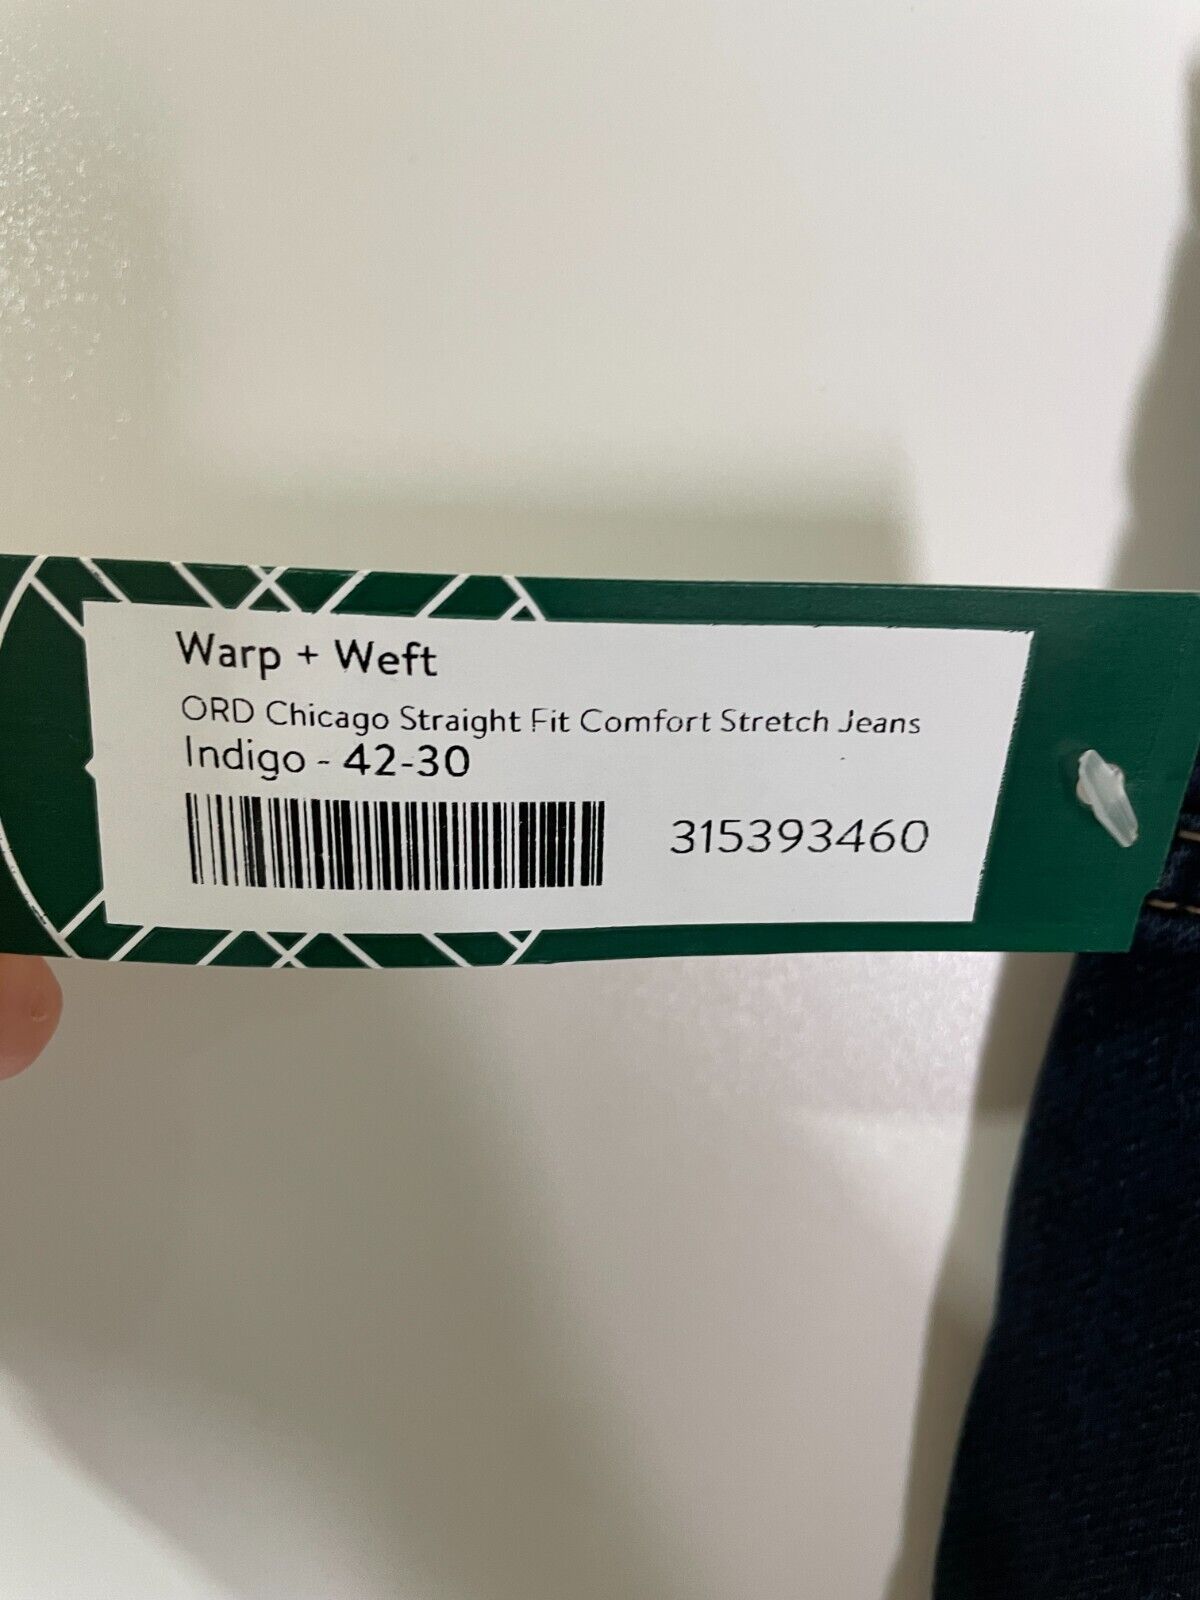 Warp + Weft
ORD Chicago Straight Fit Comfort Stretch Jeans
Indigo - 42-30
315393460